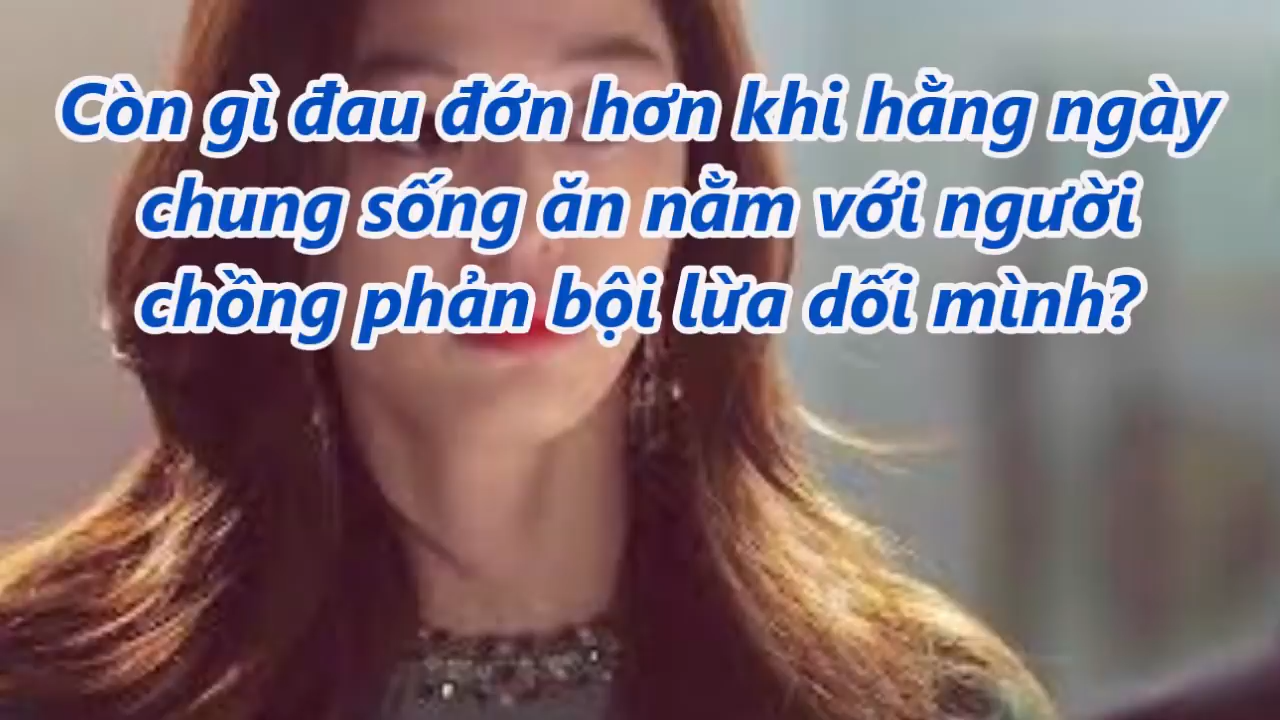 Còn gì đau đớn hơn khi hằng ngày
chung sống ăn nằm với người
chồng phản bội lừa dối mình?